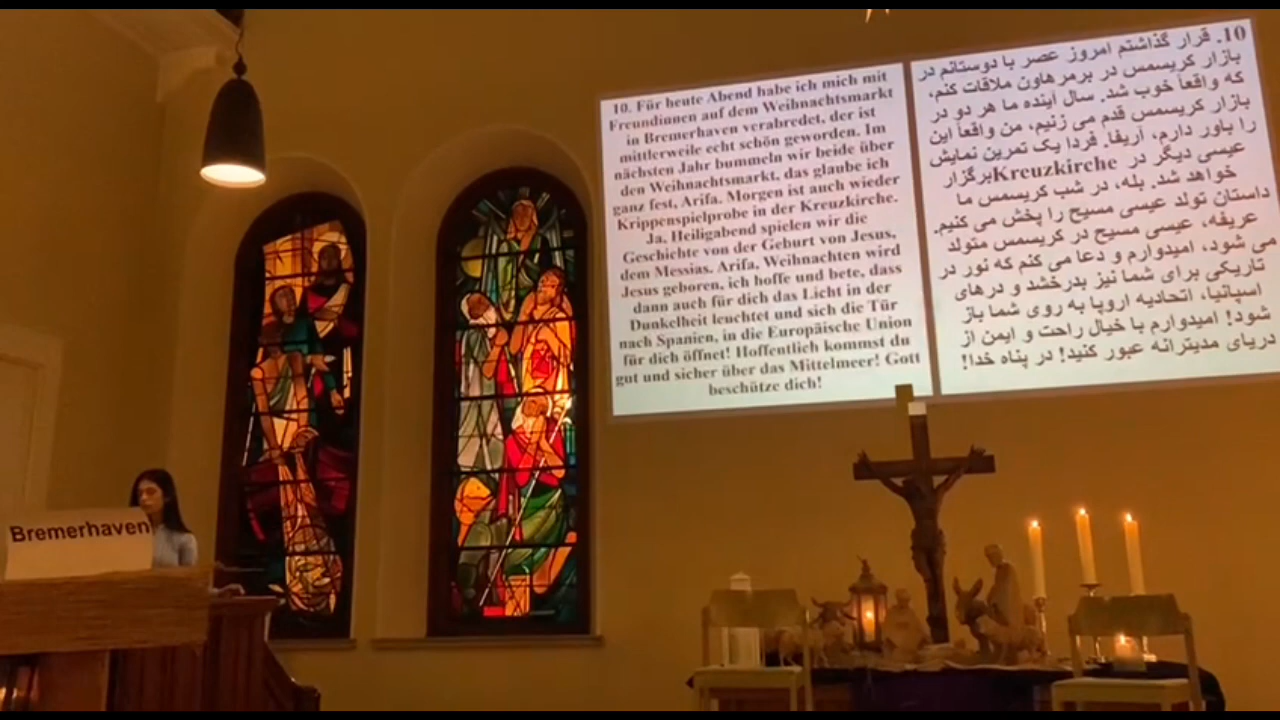 Bremerhaven
10. Für heute Abend habe ich mich mit
Freundinnen auf dem Weihnachtsmarkt
in Bremerhaven verabredet, der ist
mittlerweile echt schön geworden. Im
nächsten Jahr bummeln wir beide über
den Weihnachtsmarkt, das glaube ich
ganz fest, Arifa. Morgen ist auch wieder
Krippenspielprobe in der Kreuzkirche.
Ja, Heiligabend spielen wir die
Geschichte von der Geburt von Jesus,
dem Messias. Arifa, Weihnachten wird
Jesus geboren, ich hoffe und bete, dass
dann auch für dich das Licht in der
Dunkelheit leuchtet und sich die Tür
nach Spanien, in die Europäische Union
für dich öffnet! Hoffentlich kommst du
gut und sicher über das Mittelmeer! Gott
beschütze dich!
10. قرار گذاشتم امروز عصر با دوستانم در
بازار کریسمس در برمرهاون ملاقات کنم،
که واقعاً خوب شد. سال آینده ما هر دو در
بازار کریسمس قدم می زنیم، من واقعاً این
را باور دارم، آریفا. فردا یک تمرین نمایش
عیسی دیگر در Kreuzkirche برگزار
خواهد شد. بله، در شب کریسمس ما
داستان تولد عیسی مسیح را پخش می کنیم.
عریفه، عیسی مسیح در کریسمس متولد
می شود، امیدوارم و دعا می کنم که نور در
تاریکی برای شما نیز بدرخشد و درهای
اسپانیا، اتحادیه اروپا به روی شما باز
شود! امیدوارم با خیال راحت و ایمن از
دریای مدیترانه عبور کنید! در پناه خدا!